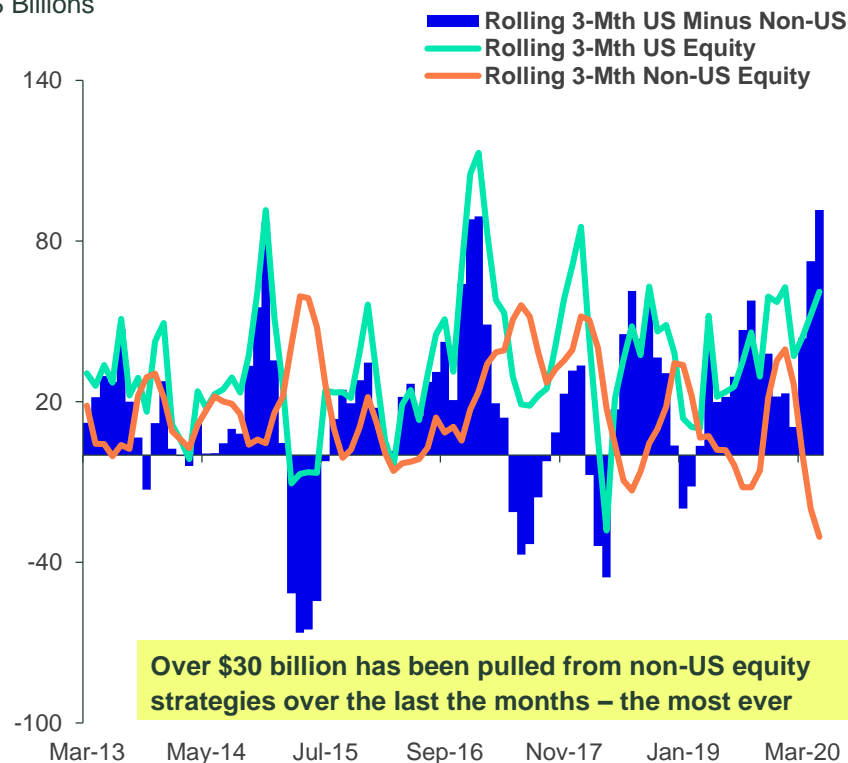 Billions
Rolling 3-Mth US Minus Non-US
Rolling 3-Mth US Equity
Rolling 3-Mth Non-US Equity
140
80
20
-40
-100
Over $30 billion has been pulled from non-US equity
strategies over the last the months – the most ever
Mar-13 May-14 Jul-15 Sep-16 Nov-17 Jan-19 Mar-20